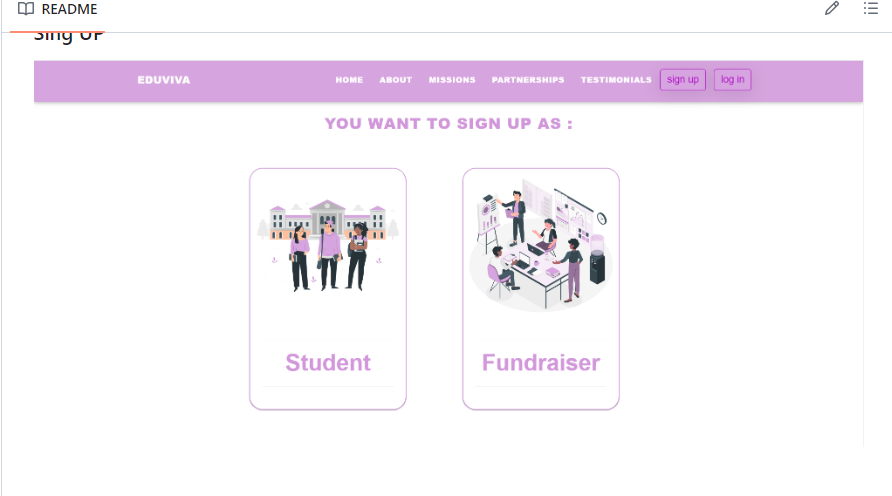 README
Sing UP
EDUVIVA HOME ABOUT MISSIONS PARTNERSHIPS TESTIMONIALS sign up log in
YOU WANT TO SIGN UP AS :
Student Fundraiser